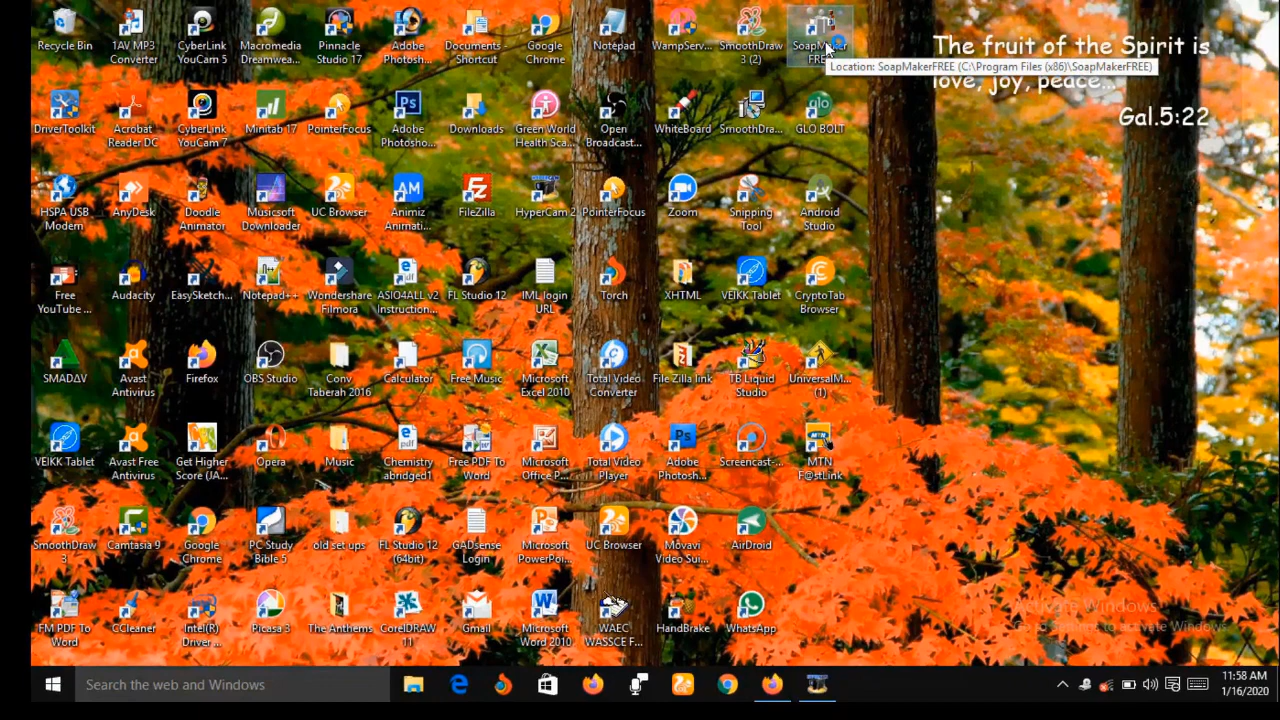 Recycle Bin
1AV MP3 Converter
CyberLink YouCam 5
Macromedia Dreamwea...
Pinnacle Studio 17
Adobe Photosh...
Documents - Shortcut
Google Chrome
Notepad
WampServ...
SmoothDraw 3 (2)
SoapMaker FREE
The fruit of the Spirit is
Location: SoapMakerFREE (C:\Program Files (x86)\SoapMakerFREE)
love, joy, peace...
Gal.5:22
DriverToolkit
Acrobat Reader DC
CyberLink YouCam 7
Minitab 17
PointerFocus
Adobe Photosho...
Downloads
Green World Health Sca...
Open Broadcast...
WhiteBoard
SmoothDra...
GLO BOLT
HSPA USB Modem
AnyDesk
Doodle Animator
Musicsoft Downloader
UC Browser
Animiz Animati...
FileZilla
HyperCam 2
PointerFocus
Zoom
Snipping Tool
Android Studio
Free YouTube ...
Audacity
EasySketch...
Notepad++
Wondershare Filmora
ASIO4ALL v2 Instruction...
FL Studio 12
IML login URL
Torch
XHTML
VEIKK Tablet
CryptoTab Browser
SMADΔV
Avast Antivirus
Firefox
OBS Studio
Conv Taberah 2016
Calculator
Free Music
Microsoft Excel 2010
Total Video Converter
File Zilla link
TB Liquid Studio
UniversalM... (1)
VEIKK Tablet
Avast Free Antivirus
Get Higher Score (JA...
Opera
Music
Chemistry abridged1
Free PDF To Word
Microsoft Office P...
Total Video Player
Adobe Photosh...
Screencast-...
MTN F@stLink
SmoothDraw 3
Camtasia 9
Google Chrome
PC Study Bible 5
old set ups
FL Studio 12 (64bit)
GADsense Login
Microsoft PowerPoi...
UC Browser
Movavi Video Sui...
AirDroid
FM PDF To Word
CCleaner
Intel(R) Driver ...
Picasa 3
The Anthems
CorelDRAW 11
Gmail
Microsoft Word 2010
WAEC WASSCE F...
HandBrake
WhatsApp
Activate Windows
Go to Settings to activate Windows.
Search the web and Windows
11:58 AM
1/16/2020